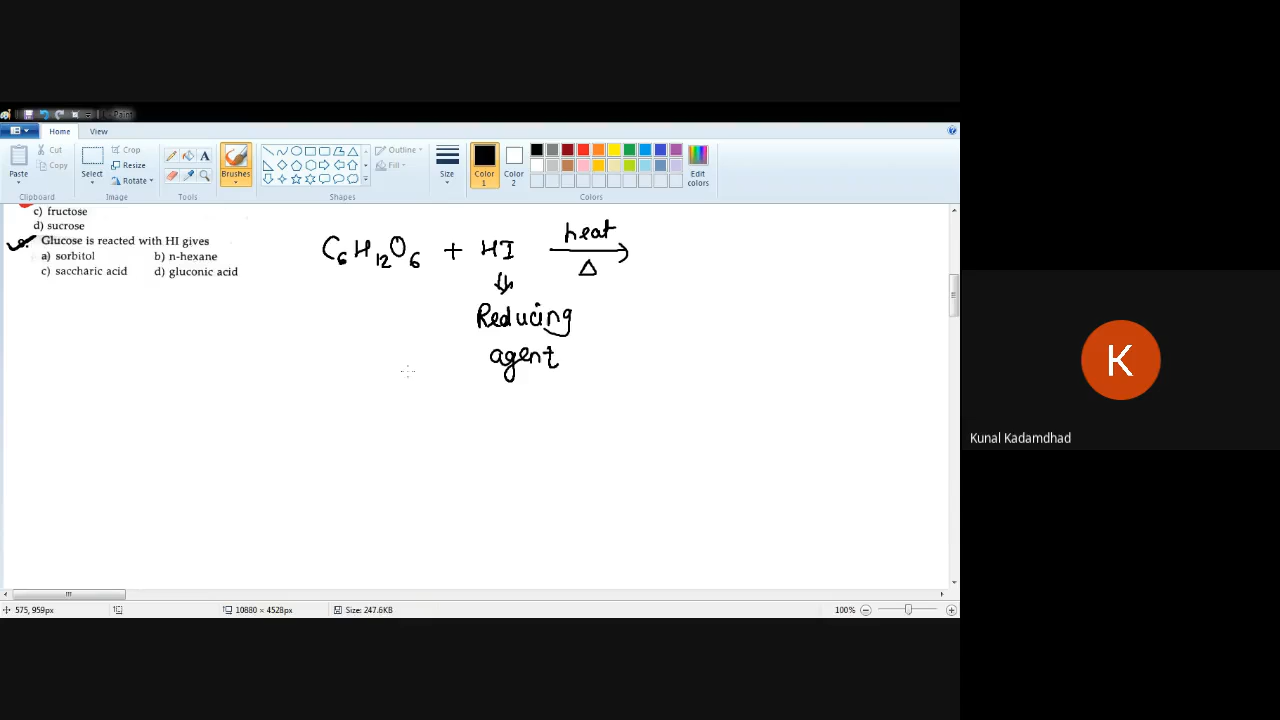 Paint
Home View
Paste
Cut
Copy
Clipboard
Select
Crop
Resize
Rotate
Image
A
Tools
Brushes
Outline
Fill
Shapes
Size
Color 1
Color 2
Edit colors
Colors
c) fructose
d) sucrose
Glucose is reacted with HI gives
a) sorbitol b) n-hexane
c) saccharic acid d) gluconic acid
C6H12O6 + HI heat
Δ
Reducing
agent
575, 959px 10880 × 4528px Size: 247.6KB 100%
K
Kunal Kadamdhad